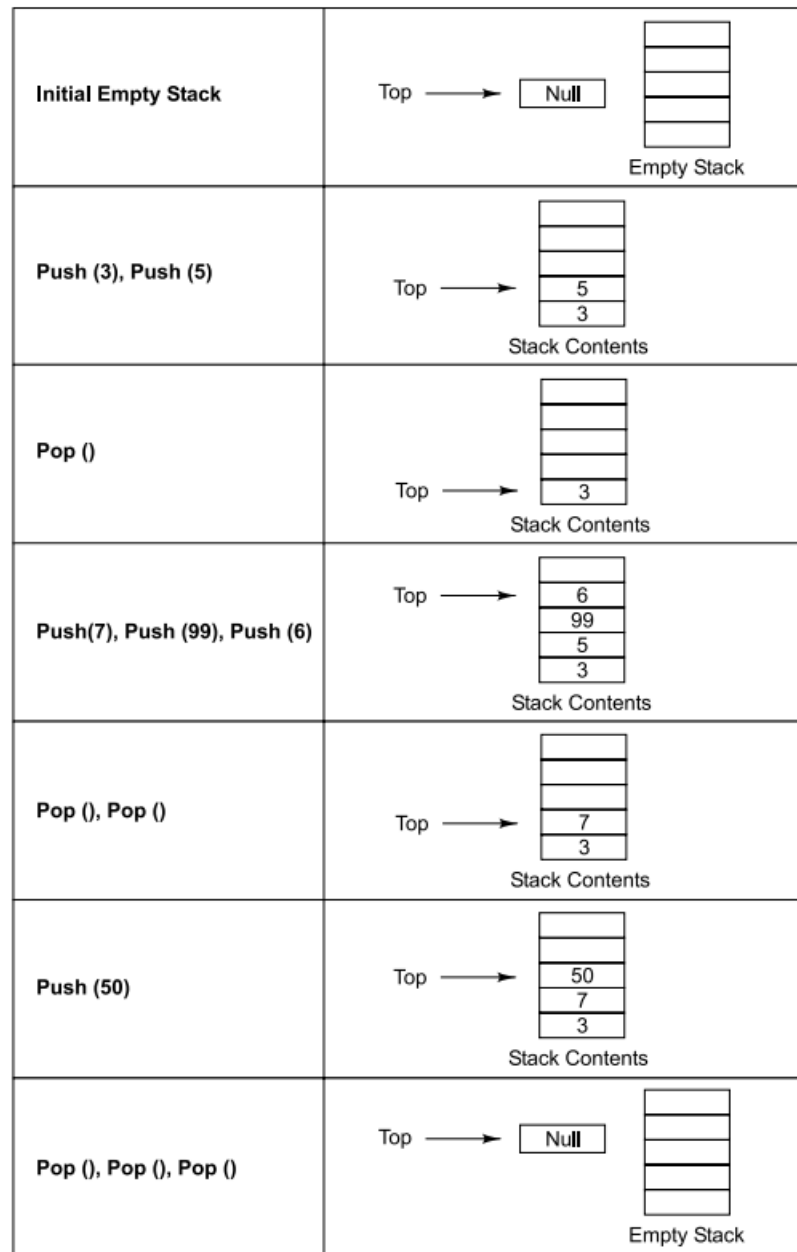 Initial Empty Stack
Top
Null
Empty Stack
Push (3), Push (5)
Top
5
3
Stack Contents
Pop ()
Top
3
Stack Contents
Push(7), Push (99), Push (6)
Top
6
99
5
3
Stack Contents
Pop (), Pop ()
Top
7
3
Stack Contents
Push (50)
Top
50
7
3
Stack Contents
Pop (), Pop (), Pop ()
Top
Null
Empty Stack